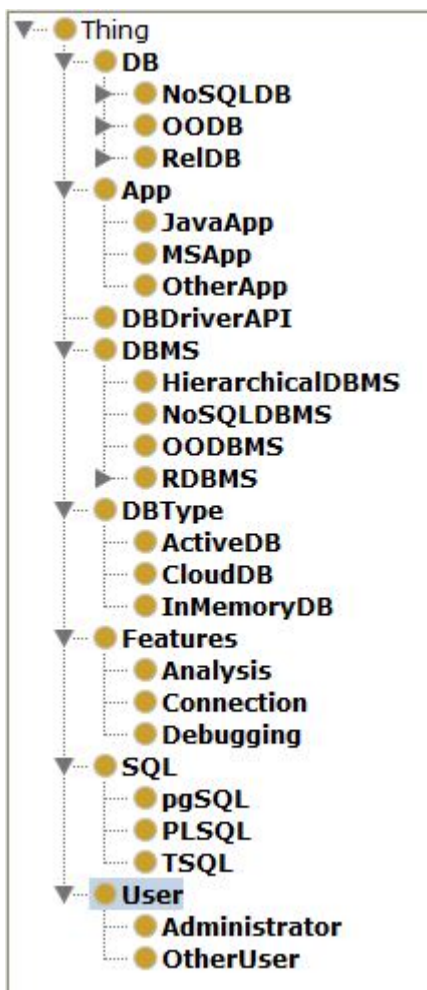 Thing
DB
NoSQLDB
OODB
RelDB
App
JavaApp
MSApp
OtherApp
DBDriverAPI
DBMS
HierarchicalDBMS
NoSQLDBMS
OODBMS
RDBMS
DBType
ActiveDB
CloudDB
InMemoryDB
Features
Analysis
Connection
Debugging
SQL
pgSQL
PLSQL
TSQL
User
Administrator
OtherUser